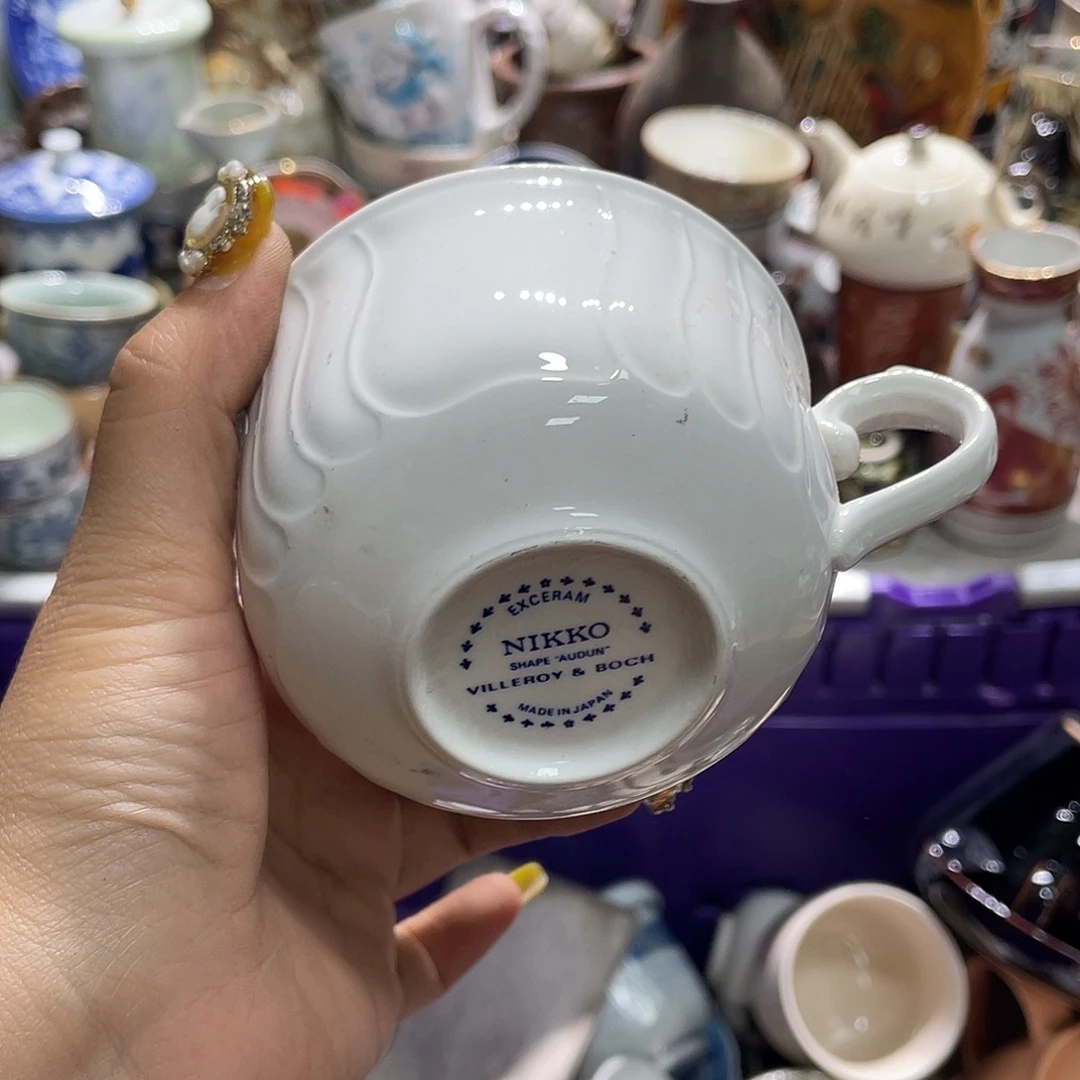 EXCERAM
NIKKO
SHAPE "AUDUN"
VILLEROY & BOCH
MADE IN JAPAN